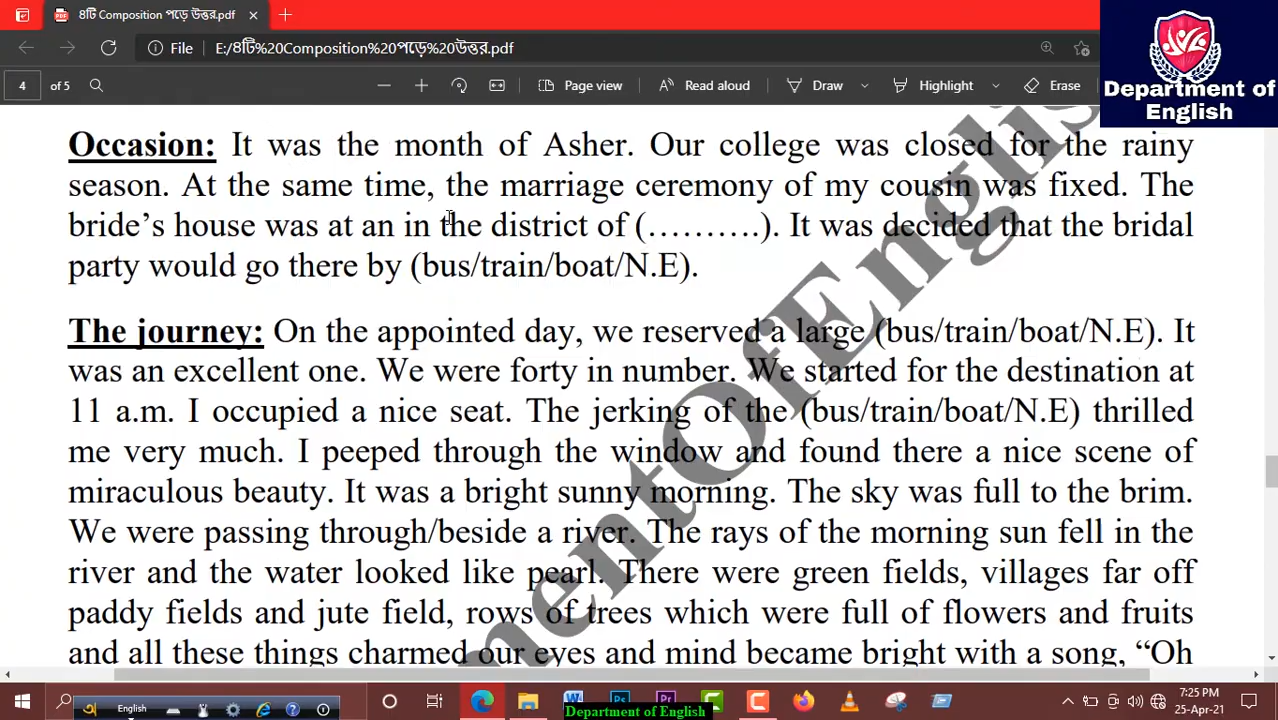 8টি Composition পড়ে উত্তর.pdf
File E:/8টি%20Composition%20পড়ে%20উত্তর.pdf
4 of 5 Page view Read aloud Draw Highlight Erase
Department of
English
Occasion: It was the month of Asher. Our college was closed for the rainy
season. At the same time, the marriage ceremony of my cousin was fixed. The
bride's house was at an in the district of (……….). It was decided that the bridal
party would go there by (bus/train/boat/N.E).
The journey: On the appointed day, we reserved a large (bus/train/boat/N.E). It
was an excellent one. We were forty in number. We started for the destination at
11 a.m. I occupied a nice seat. The jerking of the (bus/train/boat/N.E) thrilled
me very much. I peeped through the window and found there a nice scene of
miraculous beauty. It was a bright sunny morning. The sky was full to the brim.
We were passing through/beside a river. The rays of the morning sun fell in the
river and the water looked like pearl. There were green fields, villages far off
paddy fields and jute field, rows of trees which were full of flowers and fruits
and all these things charmed our eyes and mind became bright with a song, “Oh
mentOfEnglis
English
Department of English
7:25 PM
25-Apr-21